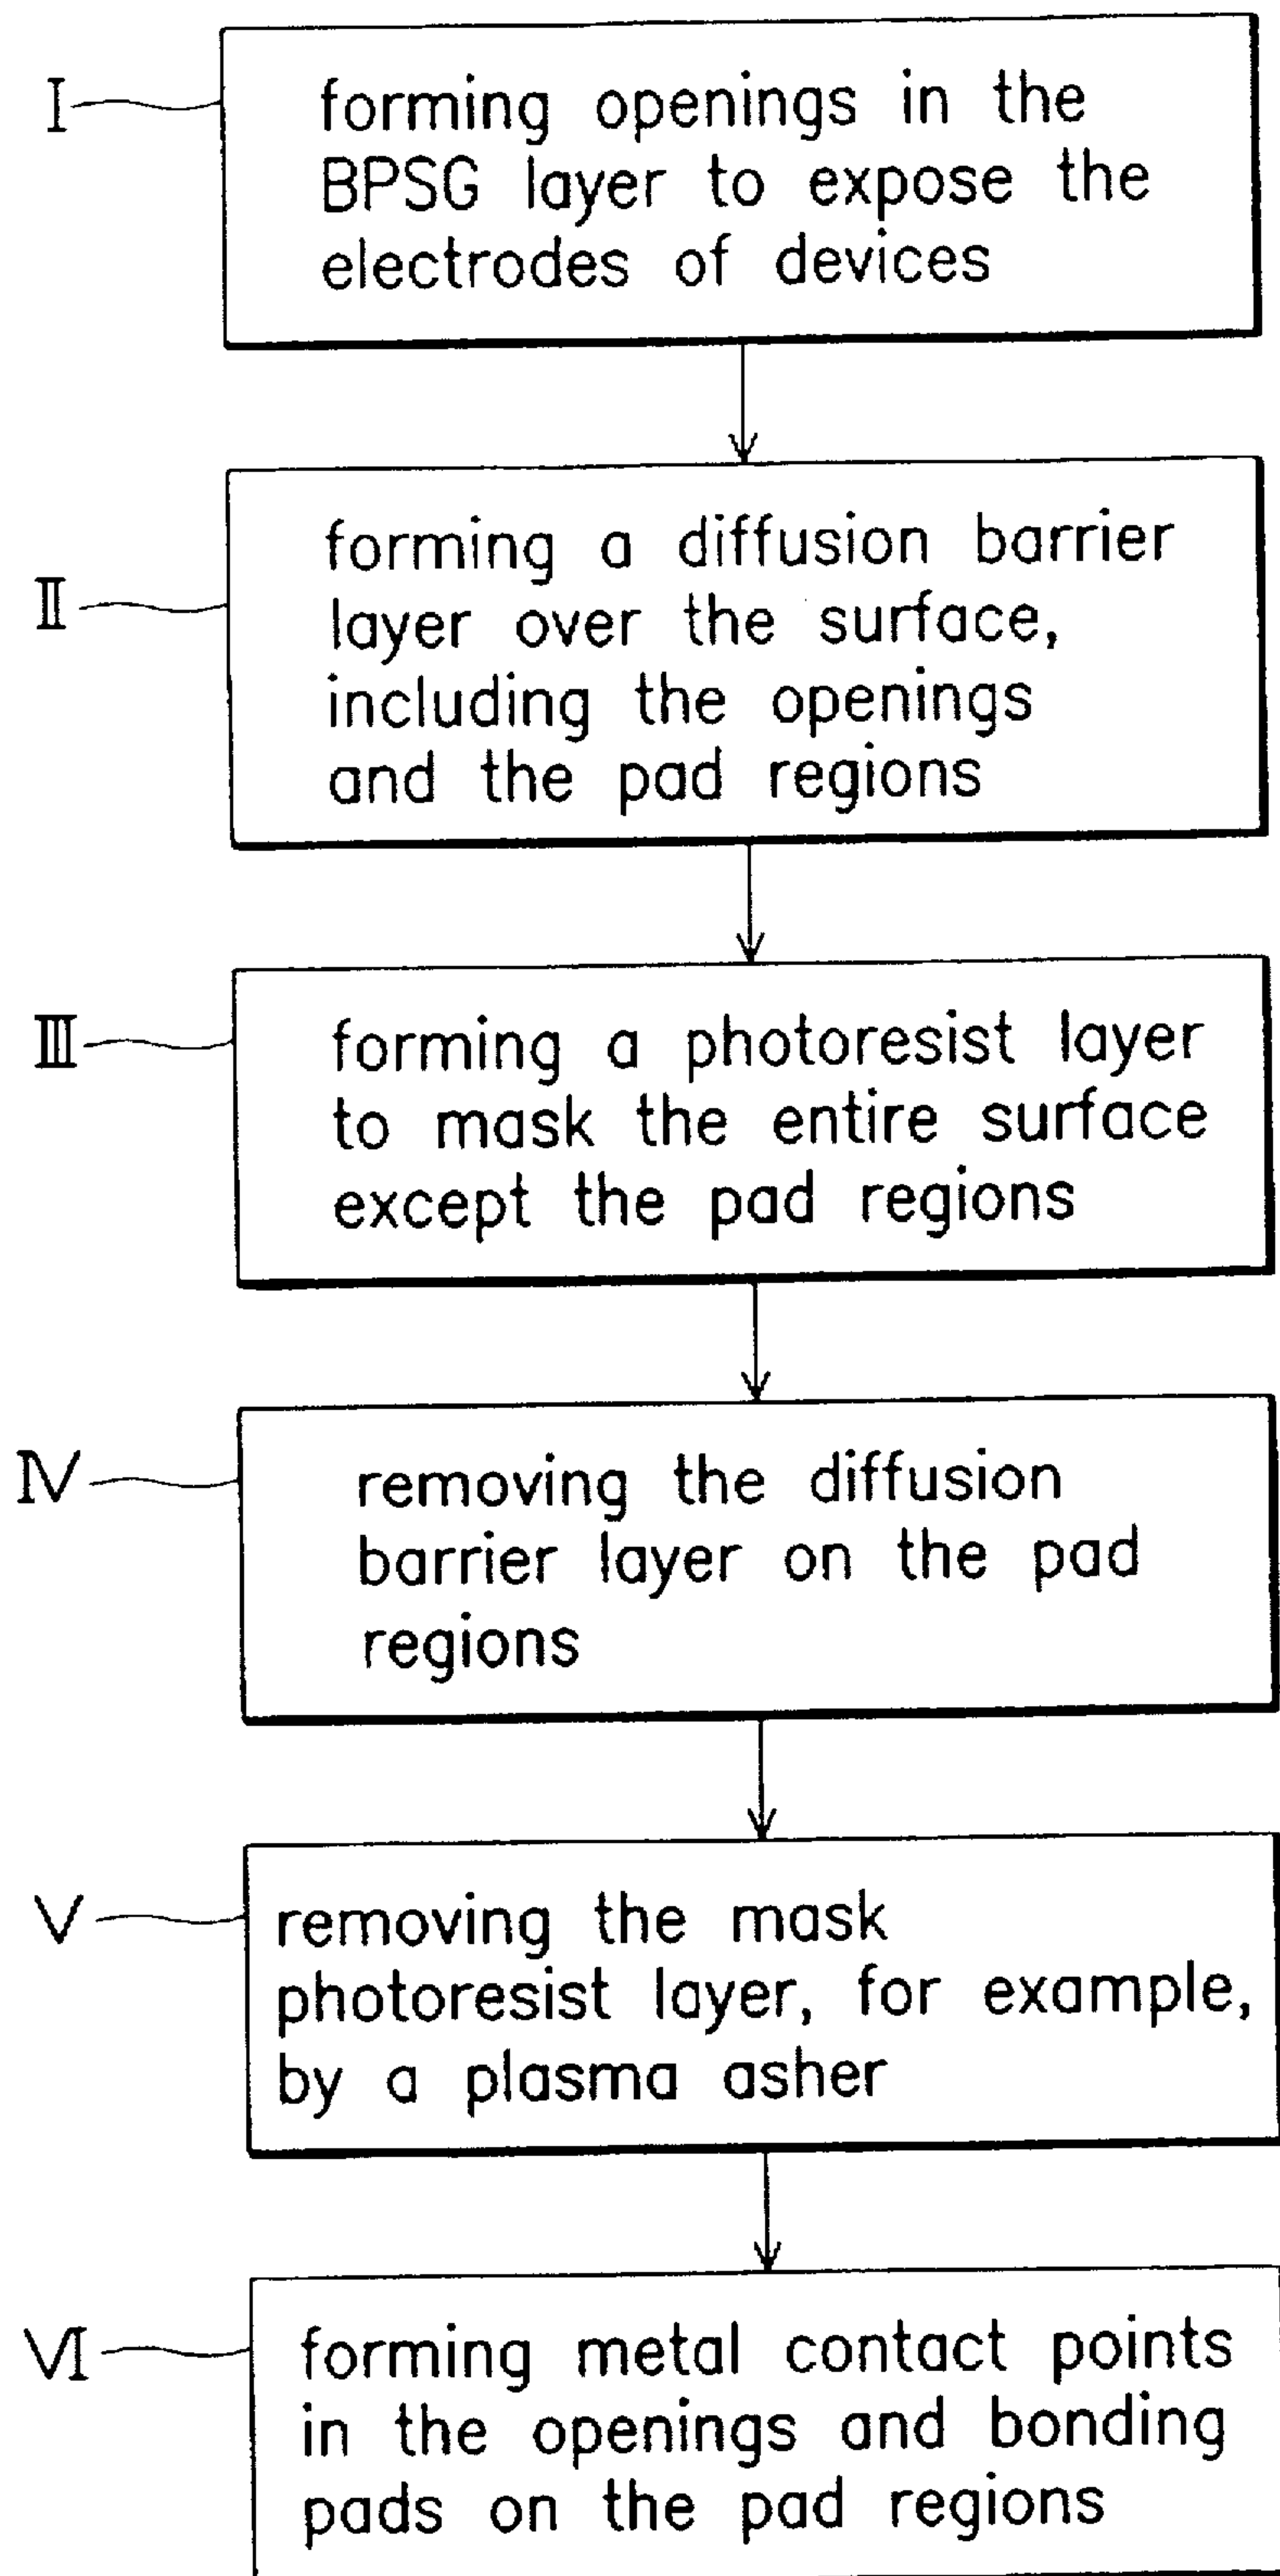 I
forming openings in the
BPSG layer to expose the
electrodes of devices
II
forming a diffusion barrier
layer over the surface,
including the openings
and the pad regions
III
forming a photoresist layer
to mask the entire surface
except the pad regions
IV
removing the diffusion
barrier layer on the pad
regions
V
removing the mask
photoresist layer, for example,
by a plasma asher
VI
forming metal contact points
in the openings and bonding
pads on the pad regions